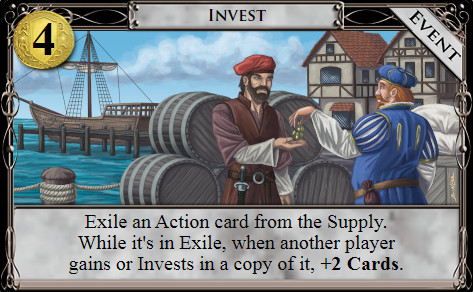 INVEST
4
EVENT
Exile an Action card from the Supply.
While it's in Exile, when another player
gains or Invests in a copy of it, +2 Cards.